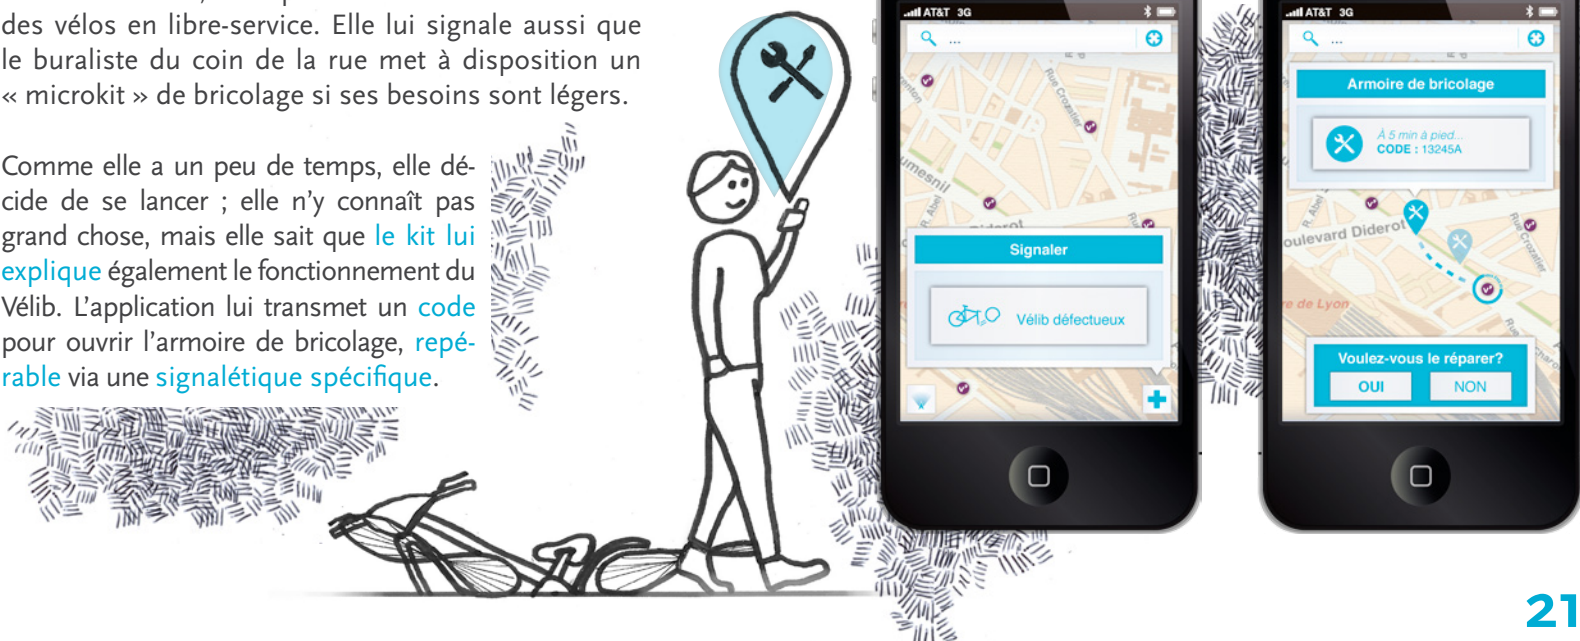 des vélos en libre-service. Elle lui signale aussi que
le buraliste du coin de la rue met à disposition un
« microkit » de bricolage si ses besoins sont légers.
Comme elle a un peu de temps, elle dé-
cide de se lancer ; elle n’y connaît pas
grand chose, mais elle sait que le kit lui
explique également le fonctionnement du
Vélib. L’application lui transmet un code
pour ouvrir l’armoire de bricolage, repé-
rable via une signalétique spécifique.
AT&T 3G
...
Rue Crozatier
Signaler
Vélib défectueux
AT&T 3G
...
Armoire de bricolage
À 5 min à pied...
CODE : 13245A
R. Abel
oulevard Diderot
Rue Crozatier
re de Lyon
Voulez-vous le réparer?
OUI NON
21